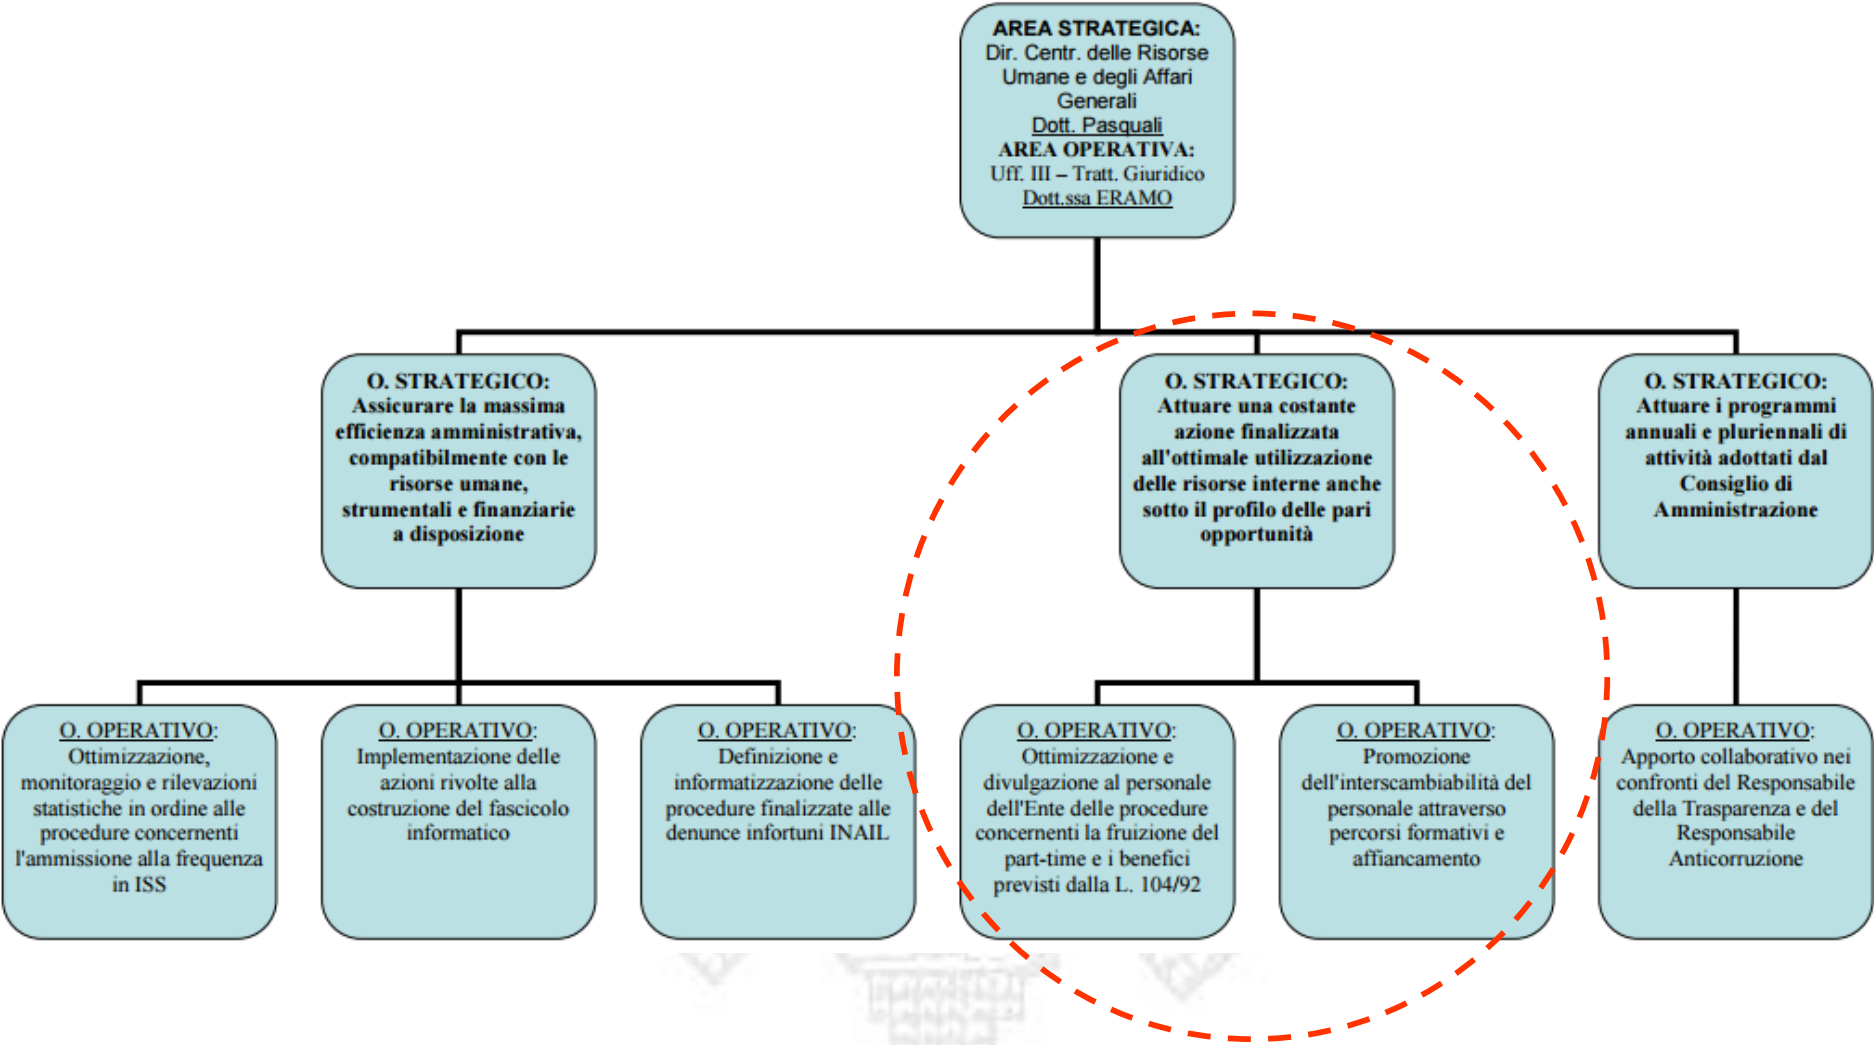 AREA STRATEGICA:
Dir. Centr. delle Risorse
Umane e degli Affari
Generali
Dott. Pasquali
AREA OPERATIVA:
Uff. III – Tratt. Giuridico
Dott.ssa ERAMO
O. STRATEGICO:
Assicurare la massima
efficienza amministrativa,
compatibilmente con le
risorse umane,
strumentali e finanziarie
a disposizione
O. STRATEGICO:
Attuare una costante
azione finalizzata
all'ottimale utilizzazione
delle risorse interne anche
sotto il profilo delle pari
opportunità
O. STRATEGICO:
Attuare i programmi
annuali e pluriennali di
attività adottati dal
Consiglio di
Amministrazione
O. OPERATIVO:
Ottimizzazione,
monitoraggio e rilevazioni
statistiche in ordine alle
procedure concernenti
l'ammissione alla frequenza
in ISS
O. OPERATIVO:
Implementazione delle
azioni rivolte alla
costruzione del fascicolo
informatico
O. OPERATIVO:
Definizione e
informatizzazione delle
procedure finalizzate alle
denunce infortuni INAIL
O. OPERATIVO:
Ottimizzazione e
divulgazione al personale
dell'Ente delle procedure
concernenti la fruizione del
part-time e i benefici
previsti dalla L. 104/92
O. OPERATIVO:
Promozione
dell'interscambiabilità del
personale attraverso
percorsi formativi e
affiancamento
O. OPERATIVO:
Apporto collaborativo nei
confronti del Responsabile
della Trasparenza e del
Responsabile
Anticorruzione